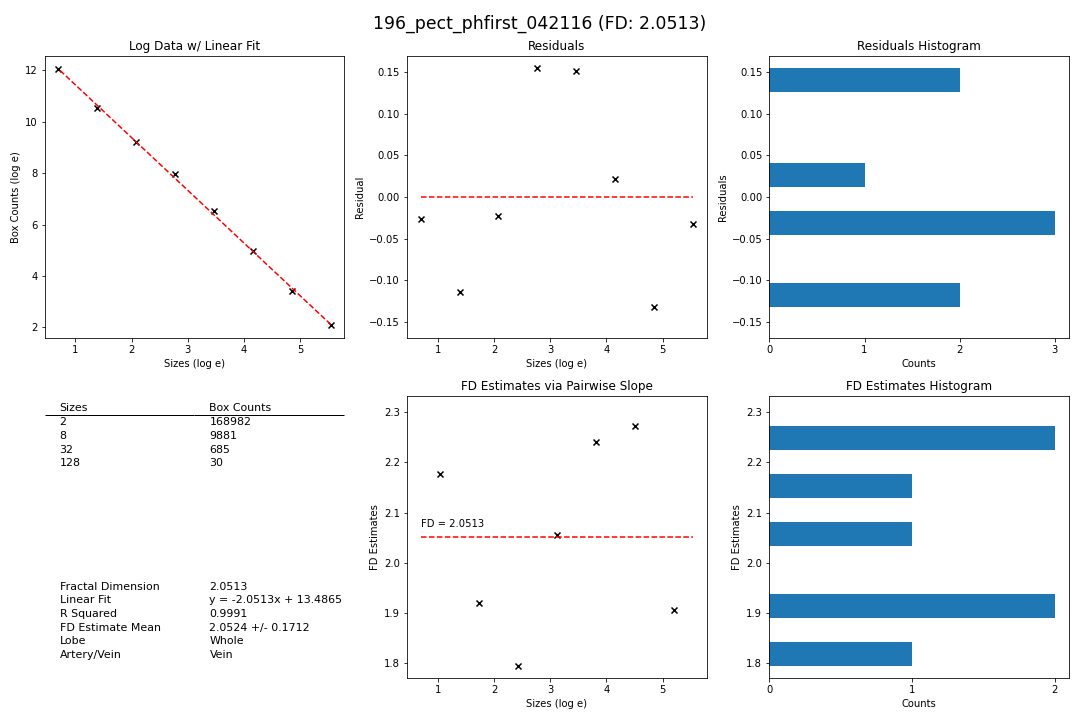 196_pect_phfirst_042116 (FD: 2.0513)
Log Data w/ Linear Fit
12
10
8
6
4
2
Box Counts (log e)
1 2 3 4 5
Sizes (log e)
Residuals
0.15
0.10
0.05
0.00
−0.05
−0.10
−0.15
Residual
1 2 3 4 5
Sizes (log e)
Residuals Histogram
0.15
0.10
0.05
0.00
−0.05
−0.10
−0.15
Residuals
0 1 2 3
Counts
Sizes Box Counts
2 168982
8 9881
32 685
128 30
Fractal Dimension 2.0513
Linear Fit y = -2.0513x + 13.4865
R Squared 0.9991
FD Estimate Mean 2.0524 +/- 0.1712
Lobe Whole
Artery/Vein Vein
FD Estimates via Pairwise Slope
2.3
2.2
2.1
2.0
1.9
1.8
FD Estimates
FD = 2.0513
1 2 3 4 5
Sizes (log e)
FD Estimates Histogram
2.3
2.2
2.1
2.0
1.9
1.8
FD Estimates
0 1 2
Counts